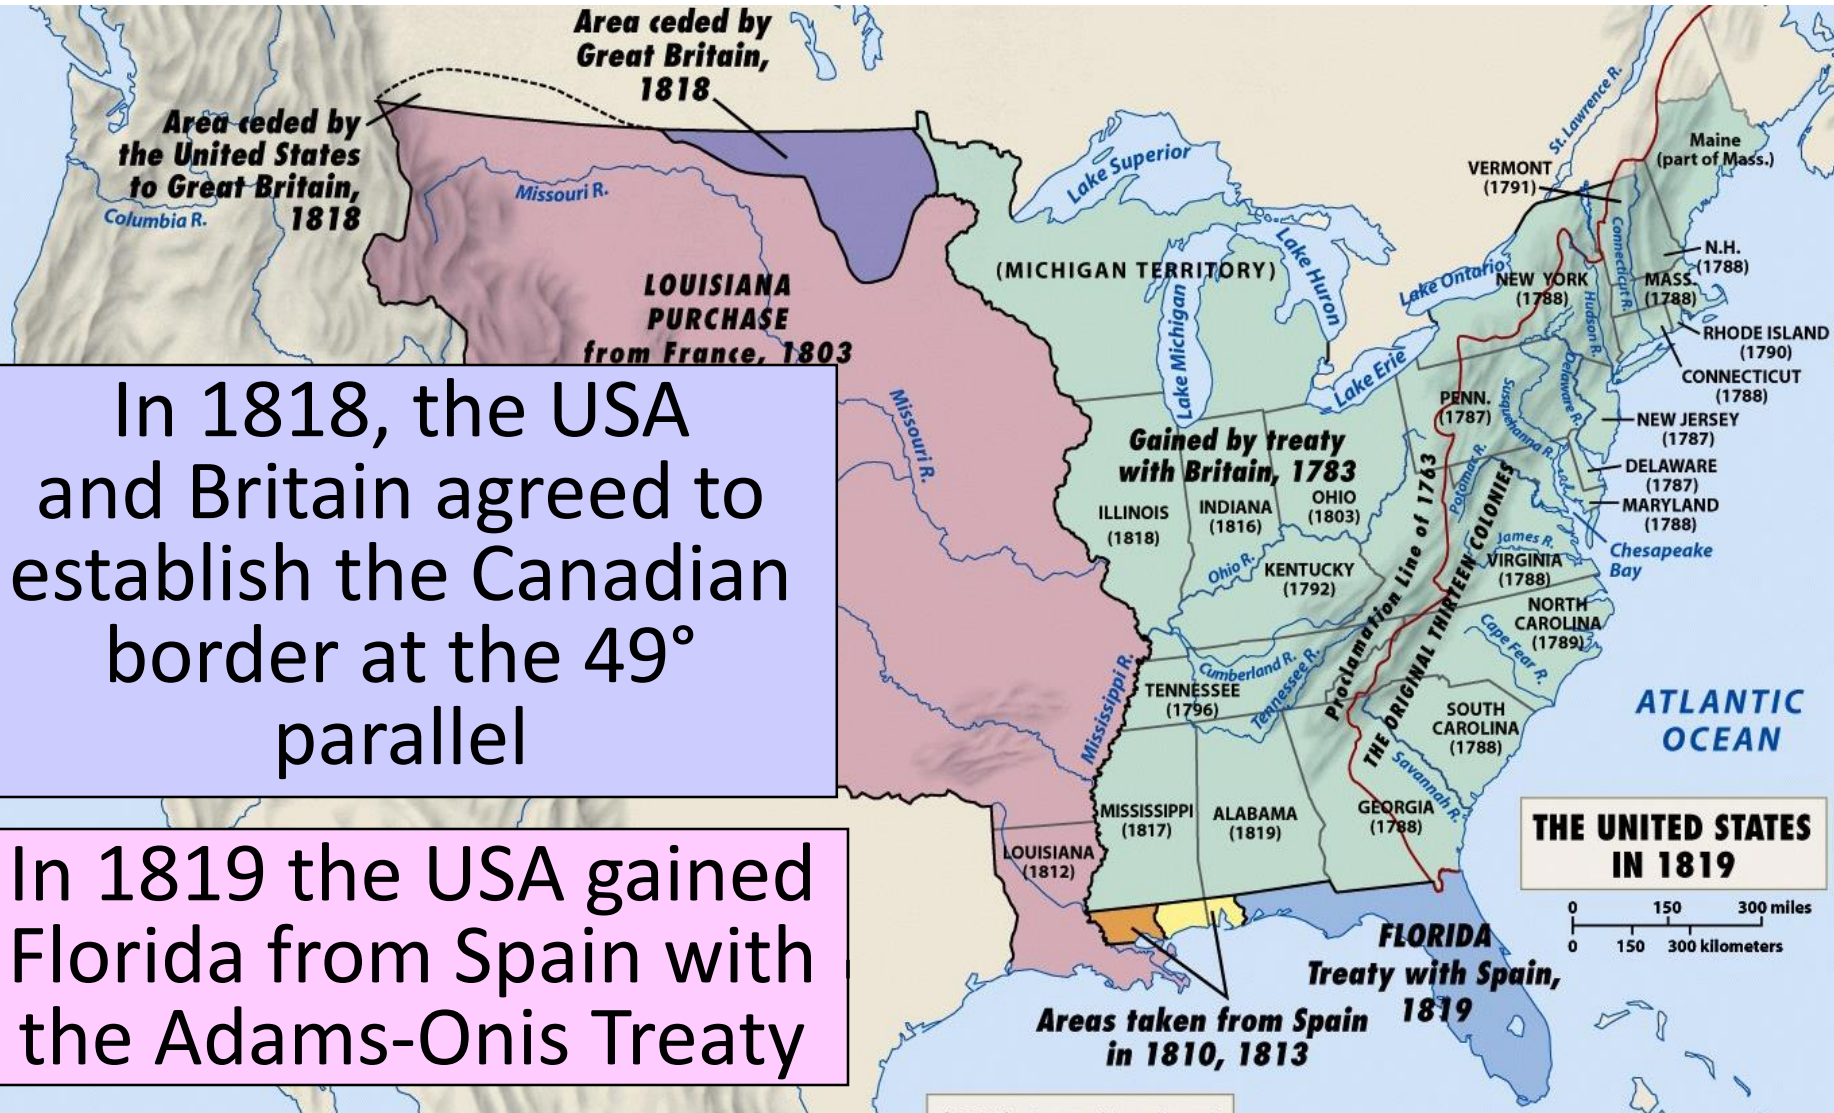 Area ceded by
Great Britain,
1818
Area ceded by
the United States
to Great Britain,
1818
Columbia R.
Missouri R.
LOUISIANA
PURCHASE
from France, 1803
In 1818, the USA
and Britain agreed to
establish the Canadian
border at the 49°
parallel
In 1819 the USA gained
Florida from Spain with
the Adams-Onis Treaty
Missouri R.
Mississippi R.
LOUISIANA
(1812)
Lake Superior
(MICHIGAN TERRITORY)
Lake Michigan
Lake Huron
Lake Erie
Lake Ontario
St. Lawrence R.
Gained by treaty
with Britain, 1783
ILLINOIS
(1818)
INDIANA
(1816)
OHIO
(1803)
Ohio R.
KENTUCKY
(1792)
Cumberland R.
Tennessee R.
TENNESSEE
(1796)
MISSISSIPPI
(1817)
ALABAMA
(1819)
GEORGIA
(1788)
Savannah R.
Proclamation Line of 1763
THE ORIGINAL THIRTEEN COLONIES
Maine
(part of Mass.)
VERMONT
(1791)
N.H.
(1788)
NEW YORK
(1788)
Hudson R.
Connecticut R.
MASS.
(1788)
RHODE ISLAND
(1790)
CONNECTICUT
(1788)
PENN.
(1787)
Susquehanna R.
Delaware R.
NEW JERSEY
(1787)
DELAWARE
(1787)
MARYLAND
(1788)
Potomac R.
Chesapeake
Bay
James R.
VIRGINIA
(1788)
NORTH
CAROLINA
(1789)
Cape Fear R.
SOUTH
CAROLINA
(1788)
ATLANTIC
OCEAN
FLORIDA
Treaty with Spain,
1819
Areas taken from Spain
in 1810, 1813
THE UNITED STATES
IN 1819
0 150 300 miles
0 150 300 kilometers